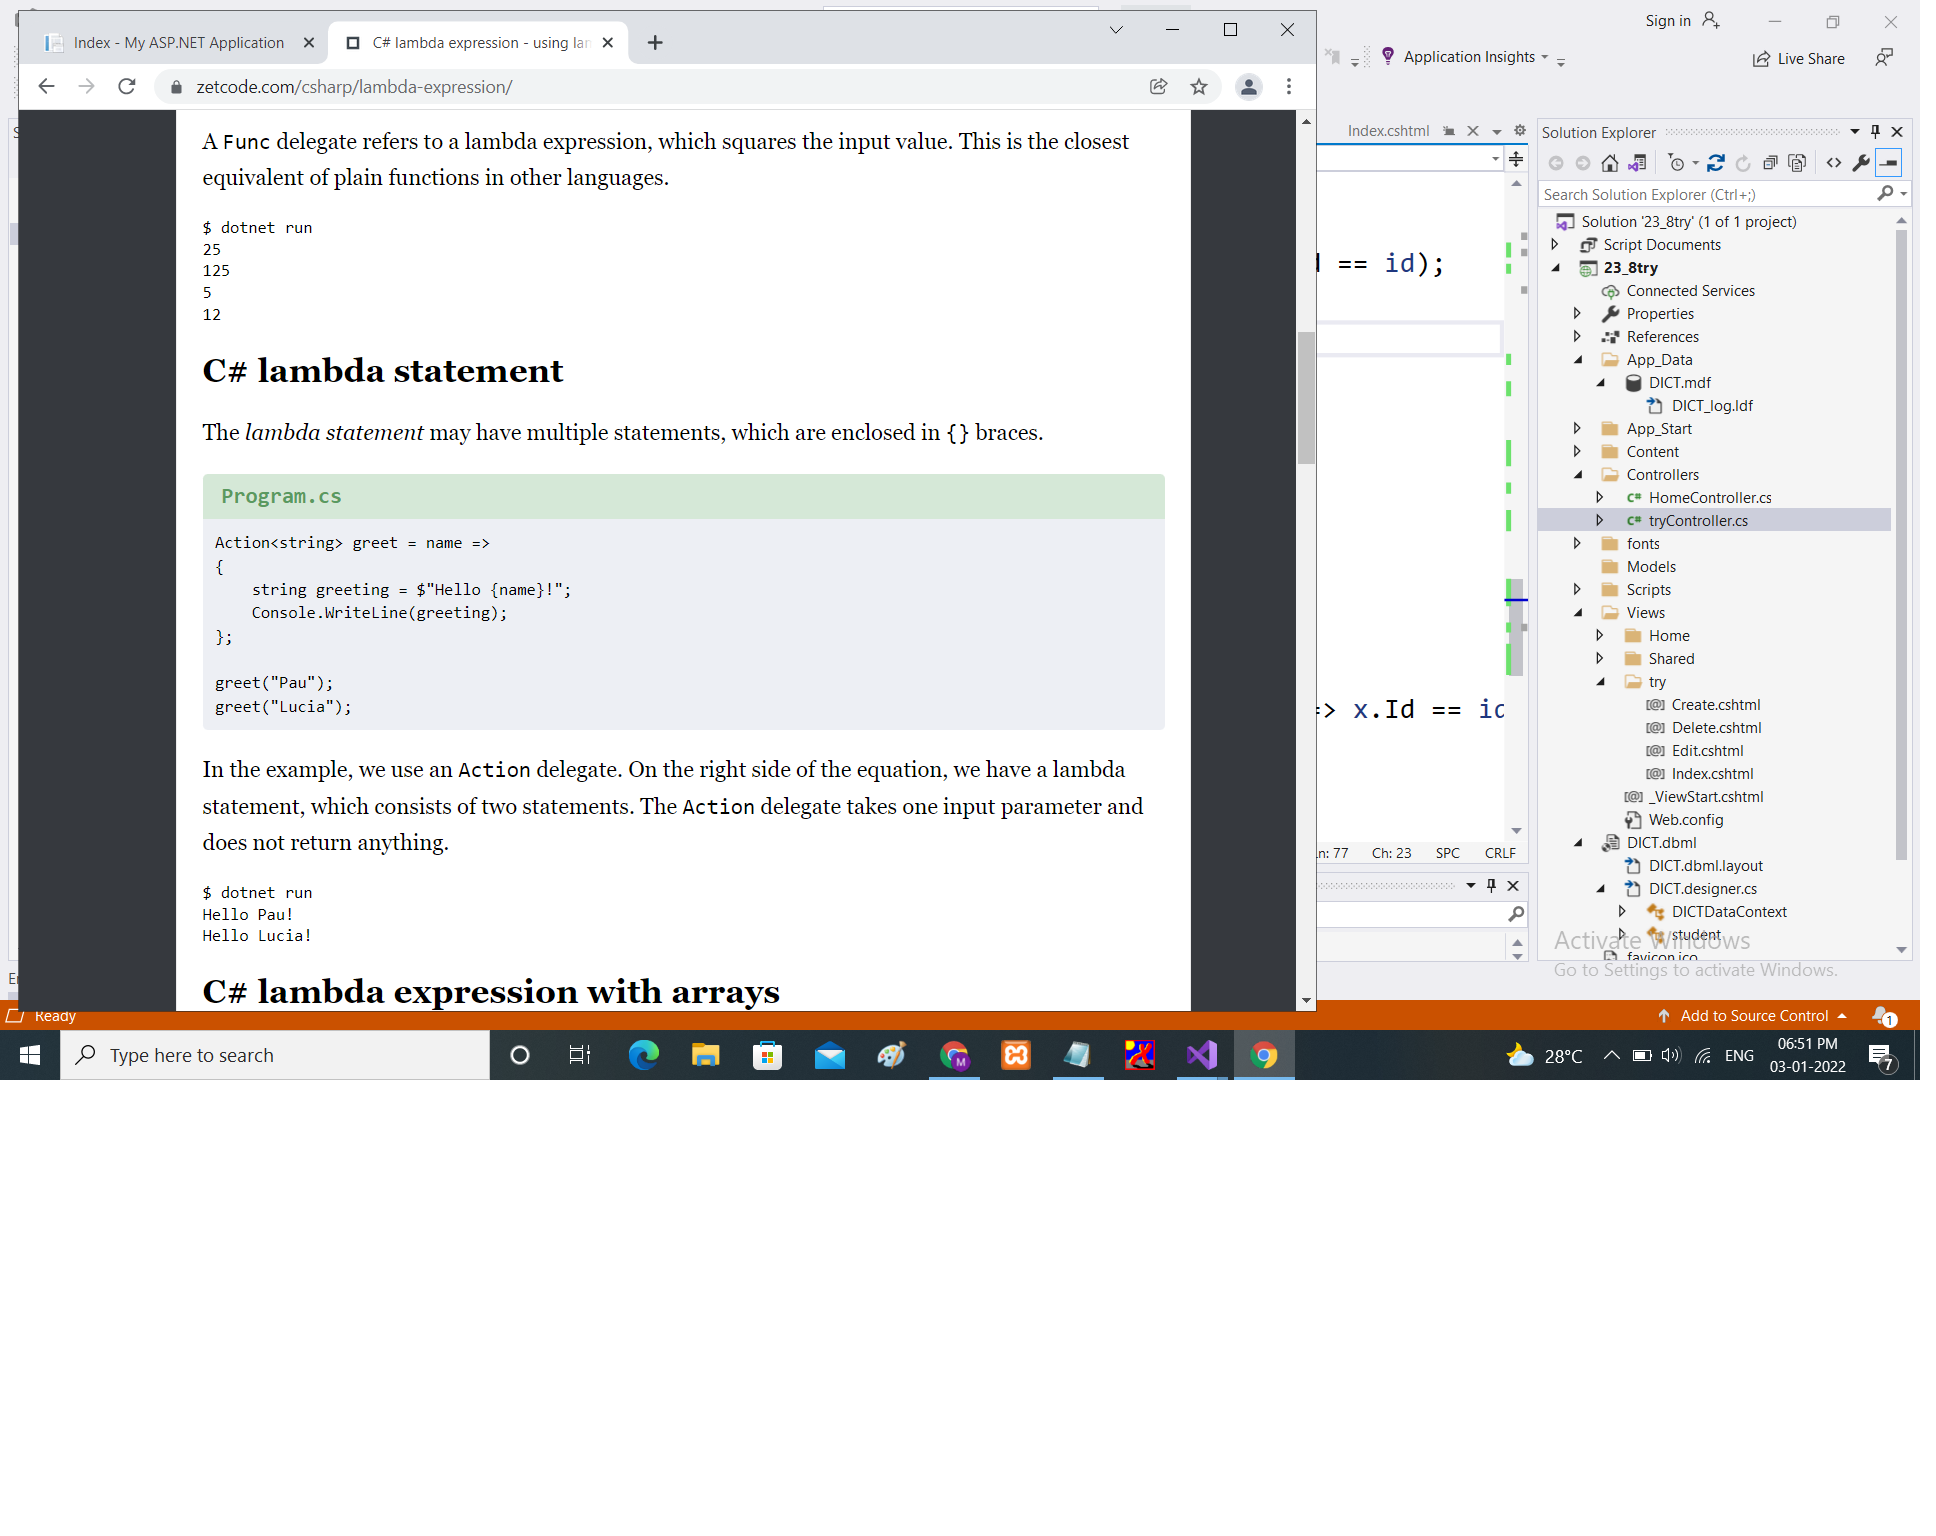 Index - My ASP.NET Application
C# lambda expression - using lan
zetcode.com/csharp/lambda-expression/
A Func delegate refers to a lambda expression, which squares the input value. This is the closest
equivalent of plain functions in other languages.
$ dotnet run
25
125
5
12
C# lambda statement
The lambda statement may have multiple statements, which are enclosed in {} braces.
Program.cs
Action<string> greet = name =>
{
    string greeting = $"Hello {name}!";
    Console.WriteLine(greeting);
};
greet("Pau");
greet("Lucia");
In the example, we use an Action delegate. On the right side of the equation, we have a lambda
statement, which consists of two statements. The Action delegate takes one input parameter and
does not return anything.
$ dotnet run
Hello Pau!
Hello Lucia!
C# lambda expression with arrays
Sign in
Application Insights
Live Share
Index.cshtml
== id);
=> x.Id == id
Ln: 77 Ch: 23 SPC CRLF
Solution Explorer
Search Solution Explorer (Ctrl+;)
Solution '23_8try' (1 of 1 project)
Script Documents
23_8try
Connected Services
Properties
References
App_Data
DICT.mdf
DICT_log.ldf
App_Start
Content
Controllers
C# HomeController.cs
C# tryController.cs
fonts
Models
Scripts
Views
Home
Shared
try
[@] Create.cshtml
[@] Delete.cshtml
[@] Edit.cshtml
[@] Index.cshtml
[@] _ViewStart.cshtml
Web.config
DICT.dbml
DICT.dbml.layout
DICT.designer.cs
DICTDataContext
student
favicon.ico
Activate Windows
Go to Settings to activate Windows.
Ready
Add to Source Control
1
Type here to search
M
28°C
ENG
06:51 PM
03-01-2022
7